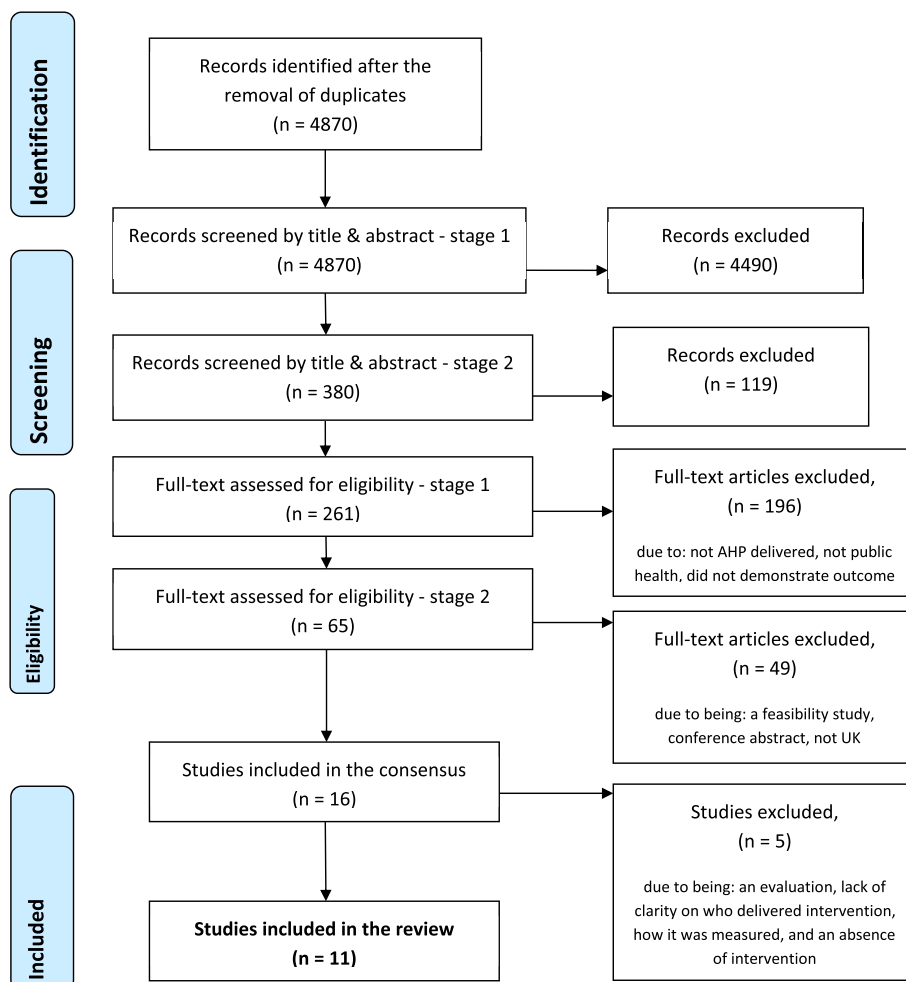 Identification
Records identified after the
removal of duplicates
(n = 4870)
Records screened by title & abstract - stage 1
(n = 4870)
Records excluded
(n = 4490)
Screening
Records screened by title & abstract - stage 2
(n = 380)
Records excluded
(n = 119)
Full-text assessed for eligibility - stage 1
(n = 261)
Full-text articles excluded,
(n = 196)
due to: not AHP delivered, not public
health, did not demonstrate outcome
Eligibility
Full-text assessed for eligibility - stage 2
(n = 65)
Full-text articles excluded,
(n = 49)
due to being: a feasibility study,
conference abstract, not UK
Studies included in the consensus
(n = 16)
Studies excluded,
(n = 5)
due to being: an evaluation, lack of
clarity on who delivered intervention,
how it was measured, and an absence
of intervention
Included
Studies included in the review
(n = 11)